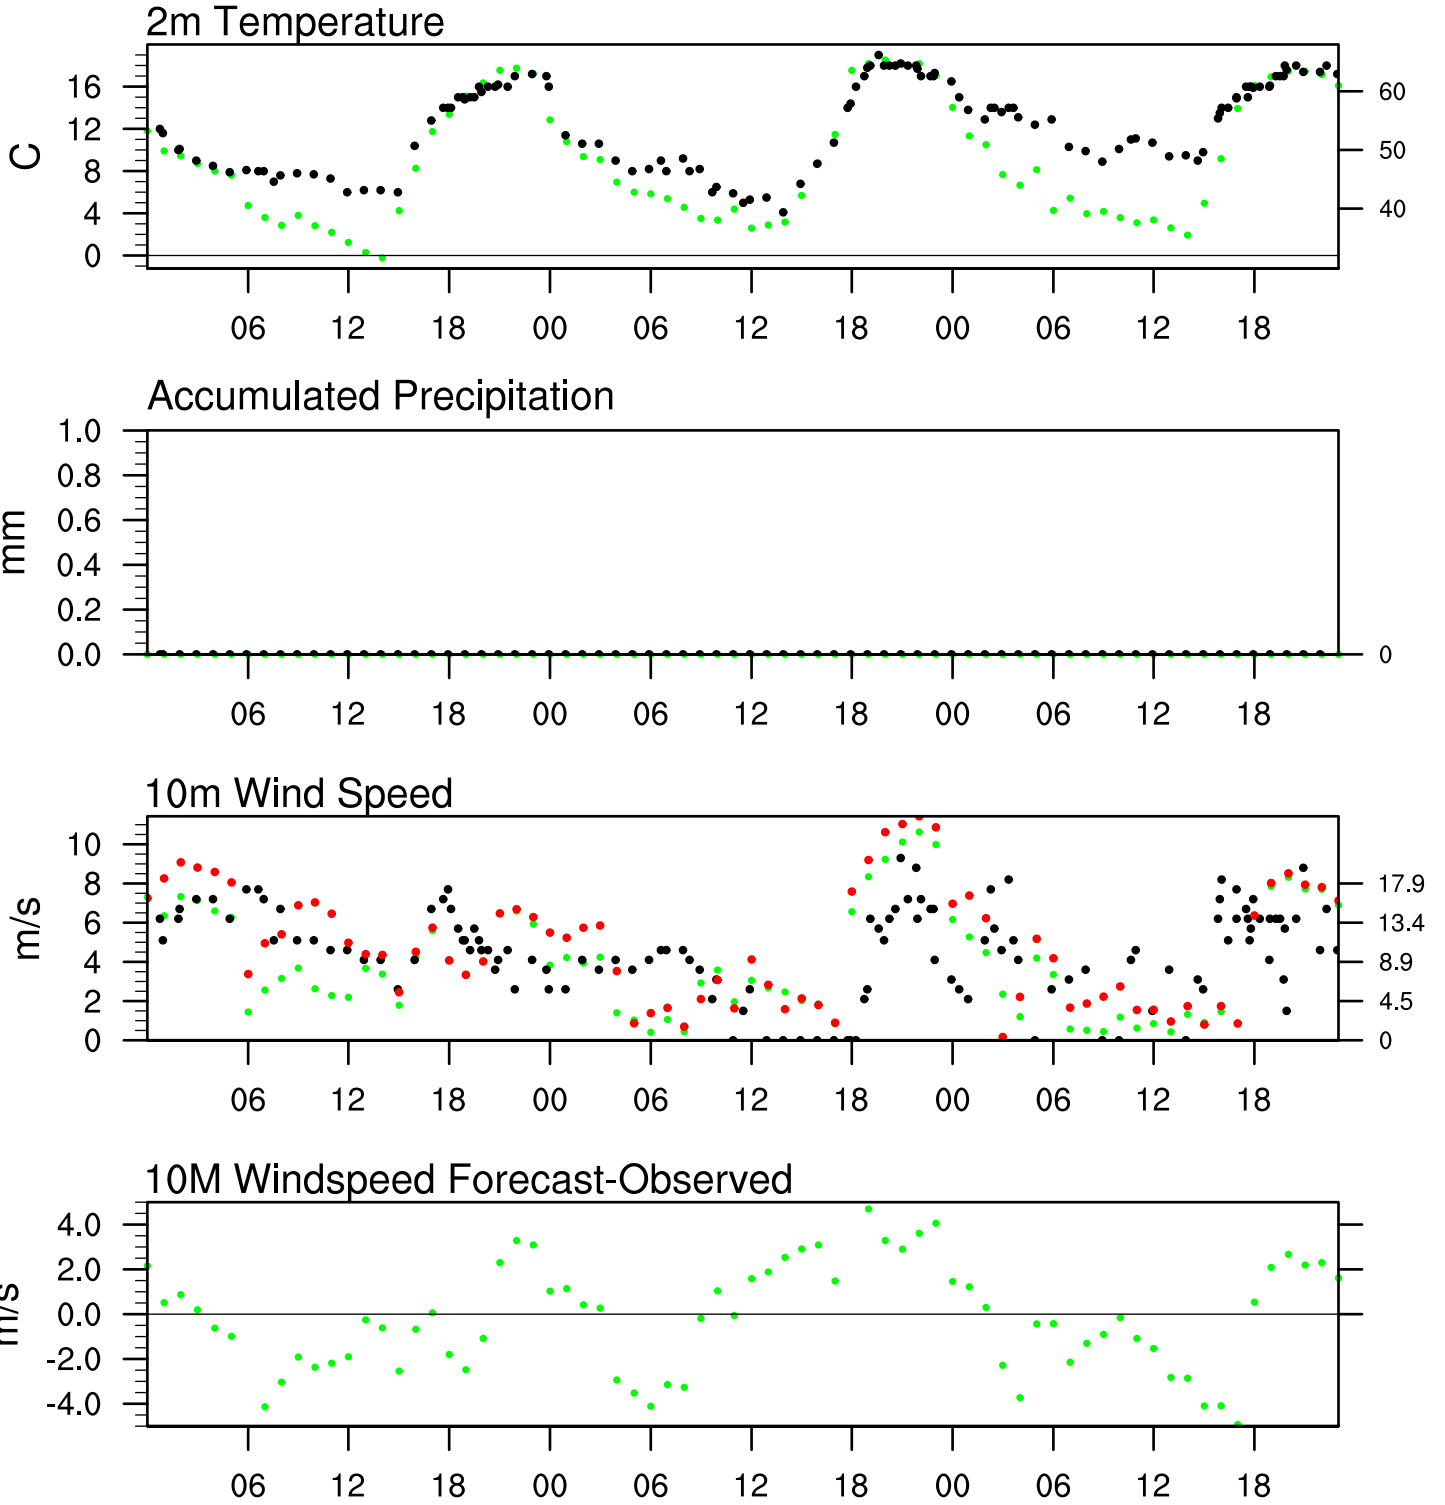 2m Temperature
C
16
12
8
4
0
60
50
40
06 12 18 00 06 12 18 00 06 12 18
Accumulated Precipitation
mm
1.0
0.8
0.6
0.4
0.2
0.0
0
06 12 18 00 06 12 18 00 06 12 18
10m Wind Speed
m/s
10
8
6
4
2
0
17.9
13.4
8.9
4.5
0
06 12 18 00 06 12 18 00 06 12 18
10M Windspeed Forecast-Observed
m/s
4.0
2.0
0.0
-2.0
-4.0
06 12 18 00 06 12 18 00 06 12 18